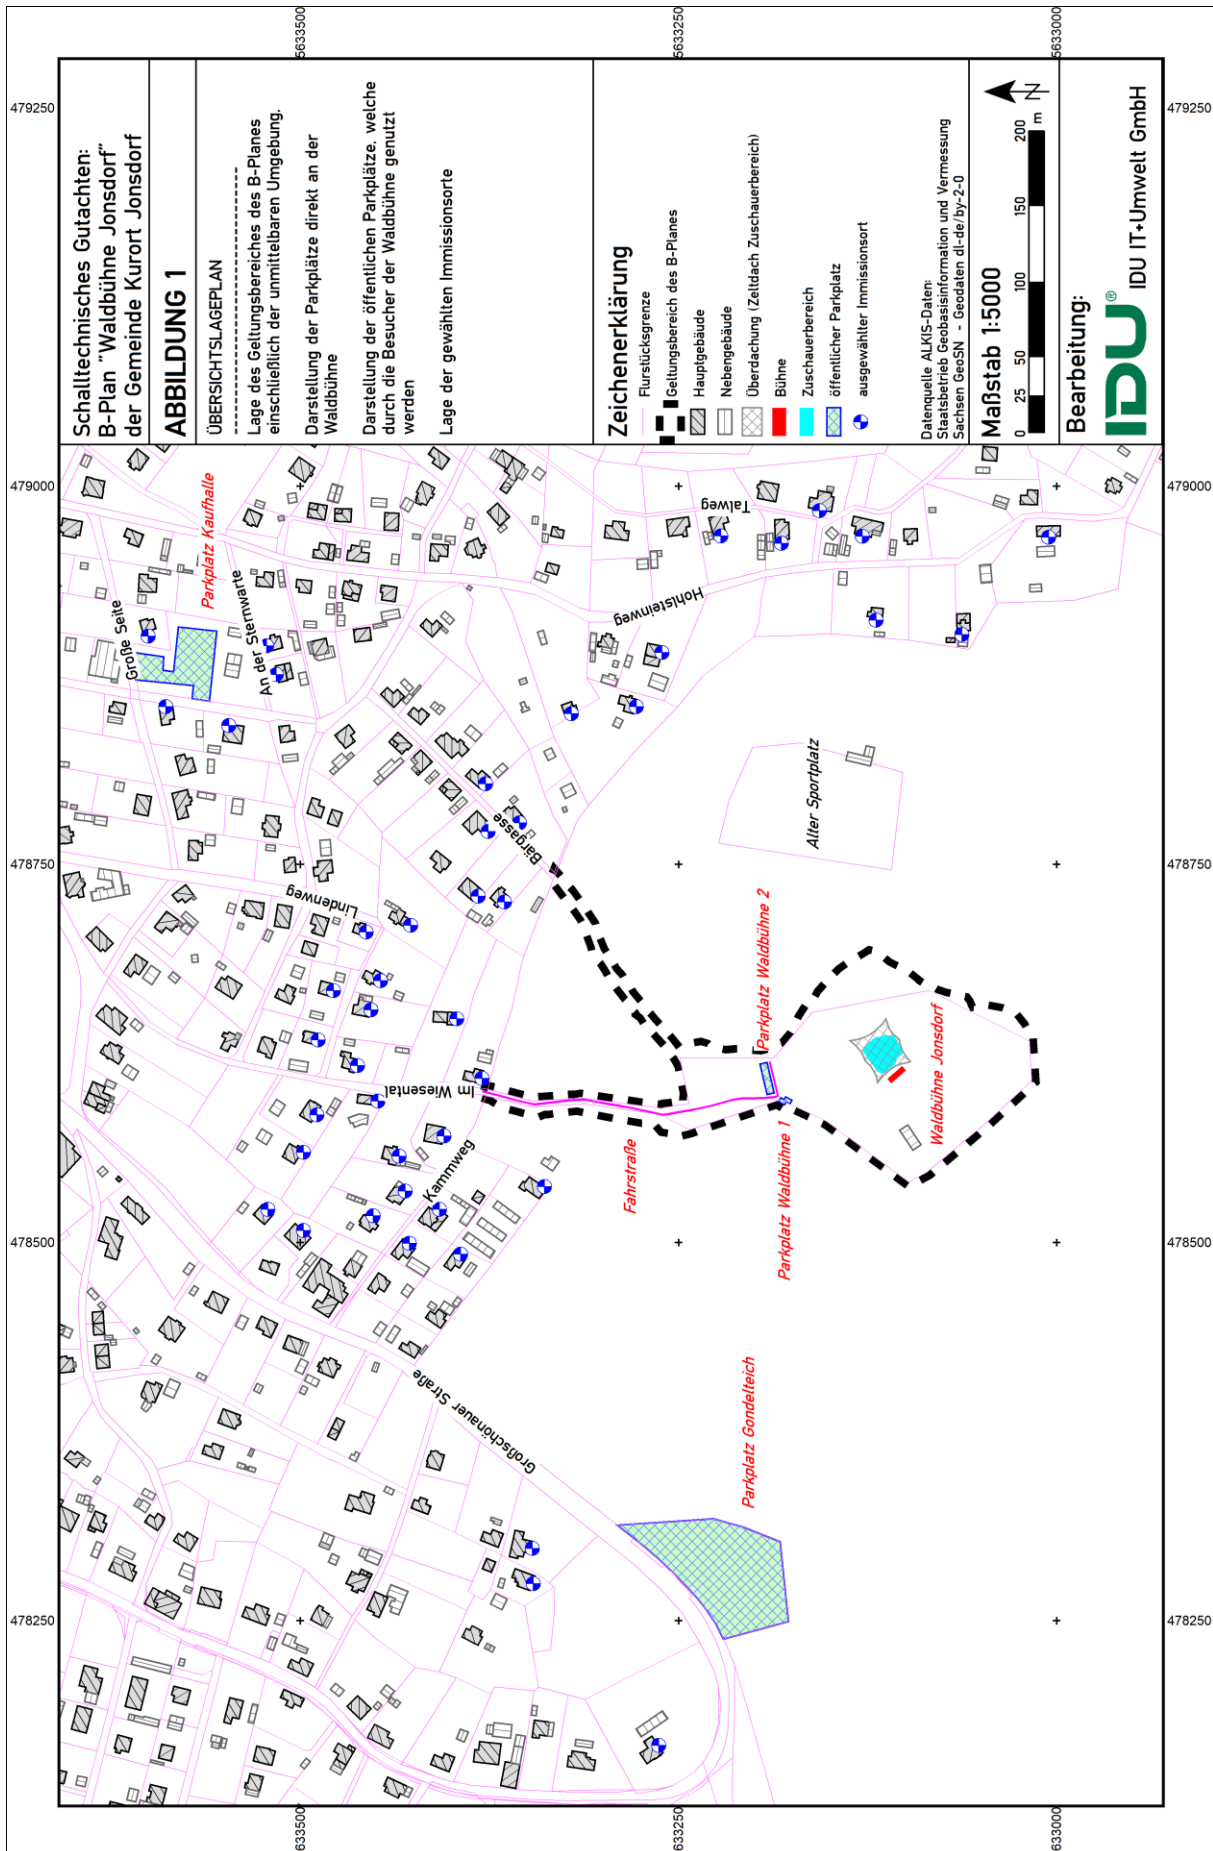 Schalltechnisches Gutachten:
B-Plan "Waldbühne Jonsdorf"
der Gemeinde Kurort Jonsdorf
ABBILDUNG 1
ÜBERSICHTSLAGEPLAN
Lage des Geltungsbereiches des B-Planes
einschließlich der unmittelbaren Umgebung.
Darstellung der Parkplätze direkt an der
Waldbühne
Darstellung der öffentlichen Parkplätze, welche
durch die Besucher der Waldbühne genutzt
werden
Lage der gewählten Immissionsorte
Zeichenerklärung
Flurstücksgrenze
Geltungsbereich des B-Planes
Hauptgebäude
Nebengebäude
Überdachung (Zeltdach Zuschauerbereich)
Bühne
Zuschauerbereich
öffentlicher Parkplatz
ausgewählter Immissionsort
Datenquelle ALKIS-Daten:
Staatsbetrieb Geobasisinformation und Vermessung
Sachsen GeoSN - Geodaten dl-de/by-2-0
Maßstab 1:5000
0 25 50 100 150 200
m
N
Bearbeitung:
IDU® IDU IT+Umwelt GmbH
Parkplatz Kaufhalle
Große Seite
An der Sternwarte
Talweg
Hohlsteinweg
Bärgasse
Lindenweg
Alter Sportplatz
Im Wiesental
Parkplatz Waldbühne 2
Waldbühne Jonsdorf
Kammweg
Fahrstraße
Parkplatz Waldbühne 1
Großschönauer Straße
Parkplatz Gondelteich
479250
479000
478750
478500
478250
479250
479000
478750
478500
478250
5633500
5633250
5633000
633500
633250
633000